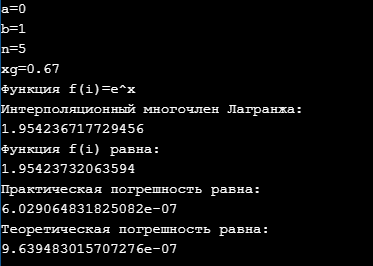 a=0
b=1
n=5
xg=0.67
Функция f(i)=e^x
Интерполяционный многочлен Лагранжа:
1.954236717729456
Функция f(i) равна:
1.95423732063594
Практическая погрешность равна:
6.029064831825082e-07
Теоретическая погрешность равна:
9.639483015707276e-07